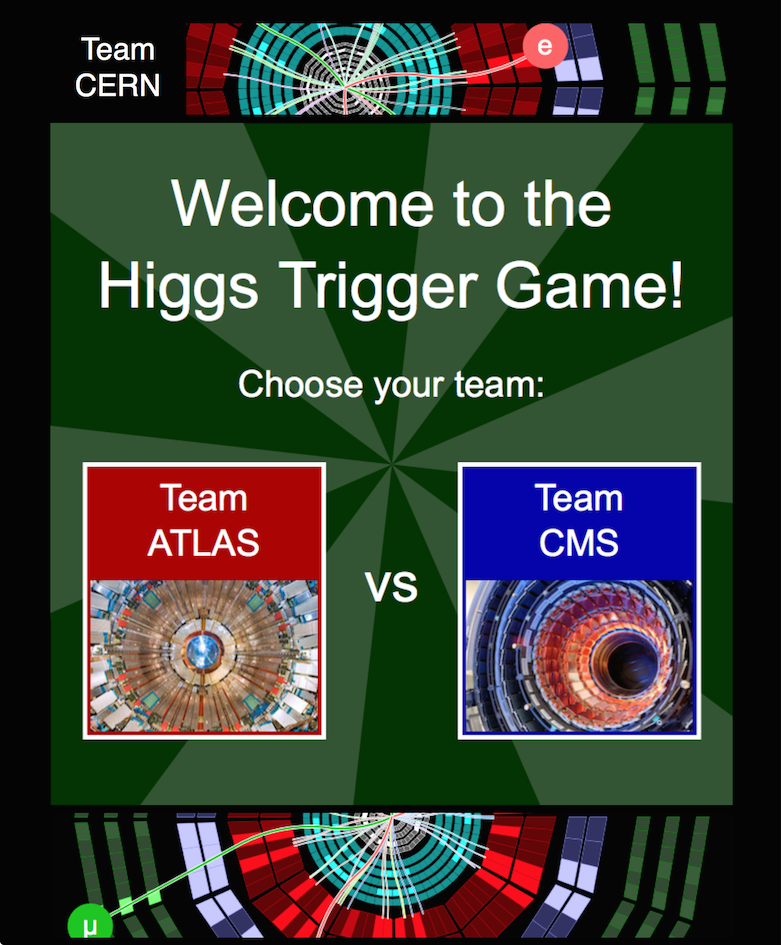 Team
CERN
e
Welcome to the
Higgs Trigger Game!
Choose your team:
Team
ATLAS
vs
Team
CMS
μ